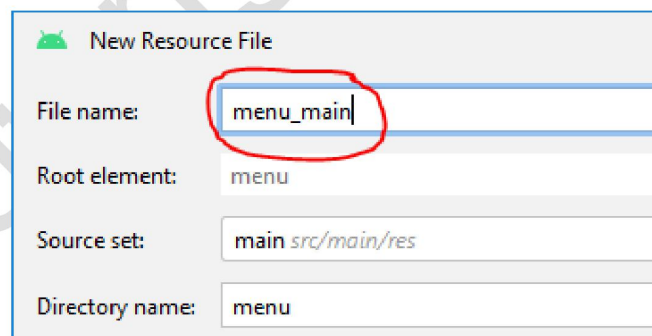 New Resource File
File name: menu_main
Root element: menu
Source set: main src/main/res
Directory name: menu